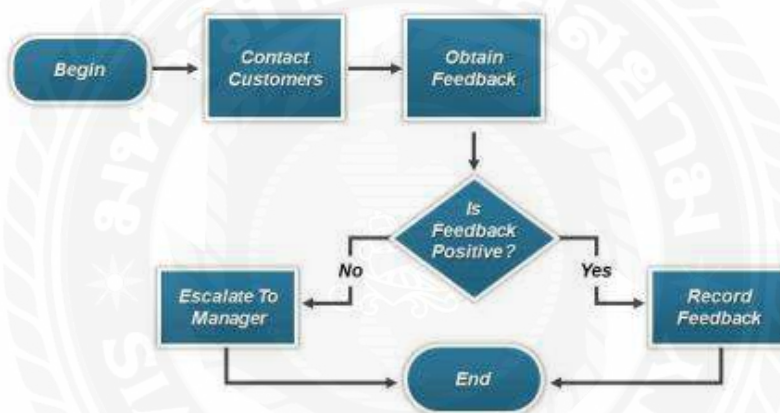 Begin
Contact
Customers
Obtain
Feedback
Is
Feedback
Positive?
No
Yes
Escalate To
Manager
Record
Feedback
End